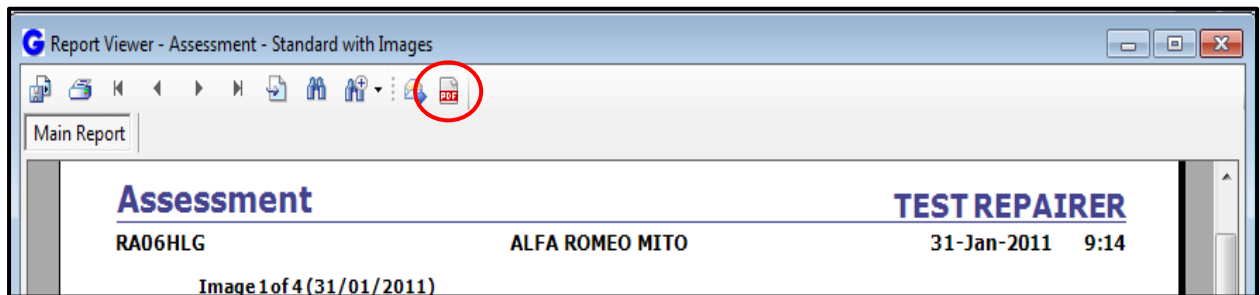 G Report Viewer - Assessment - Standard with Images
PDF
Main Report
Assessment
TEST REPAIRER
RA06HLG ALFA ROMEO MITO 31-Jan-2011 9:14
Image 1 of 4 (31/01/2011)